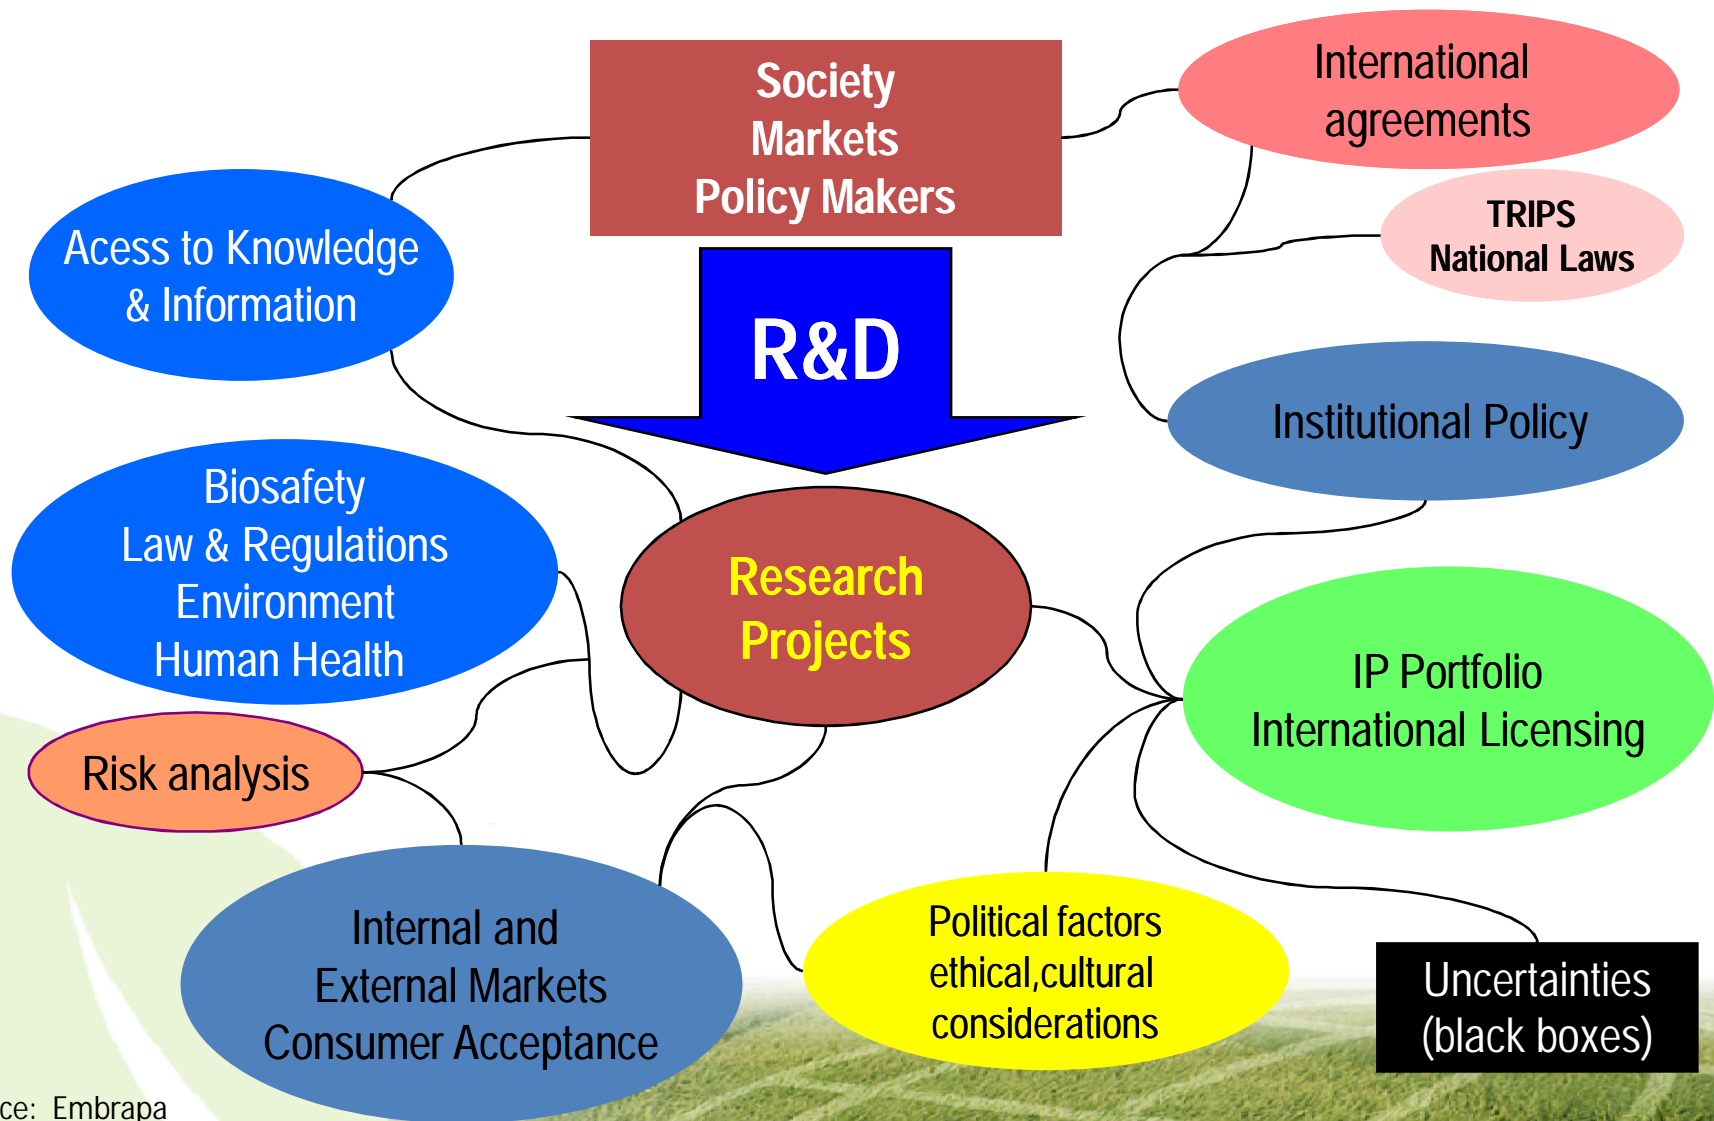 Society
Markets
Policy Makers
International
agreements
TRIPS
National Laws
Acess to Knowledge
& Information
R&D
Institutional Policy
Biosafety
Law & Regulations
Environment
Human Health
Research
Projects
IP Portfolio
International Licensing
Risk analysis
Internal and
External Markets
Consumer Acceptance
Political factors
ethical,cultural
considerations
Uncertainties
(black boxes)
ce: Embrapa